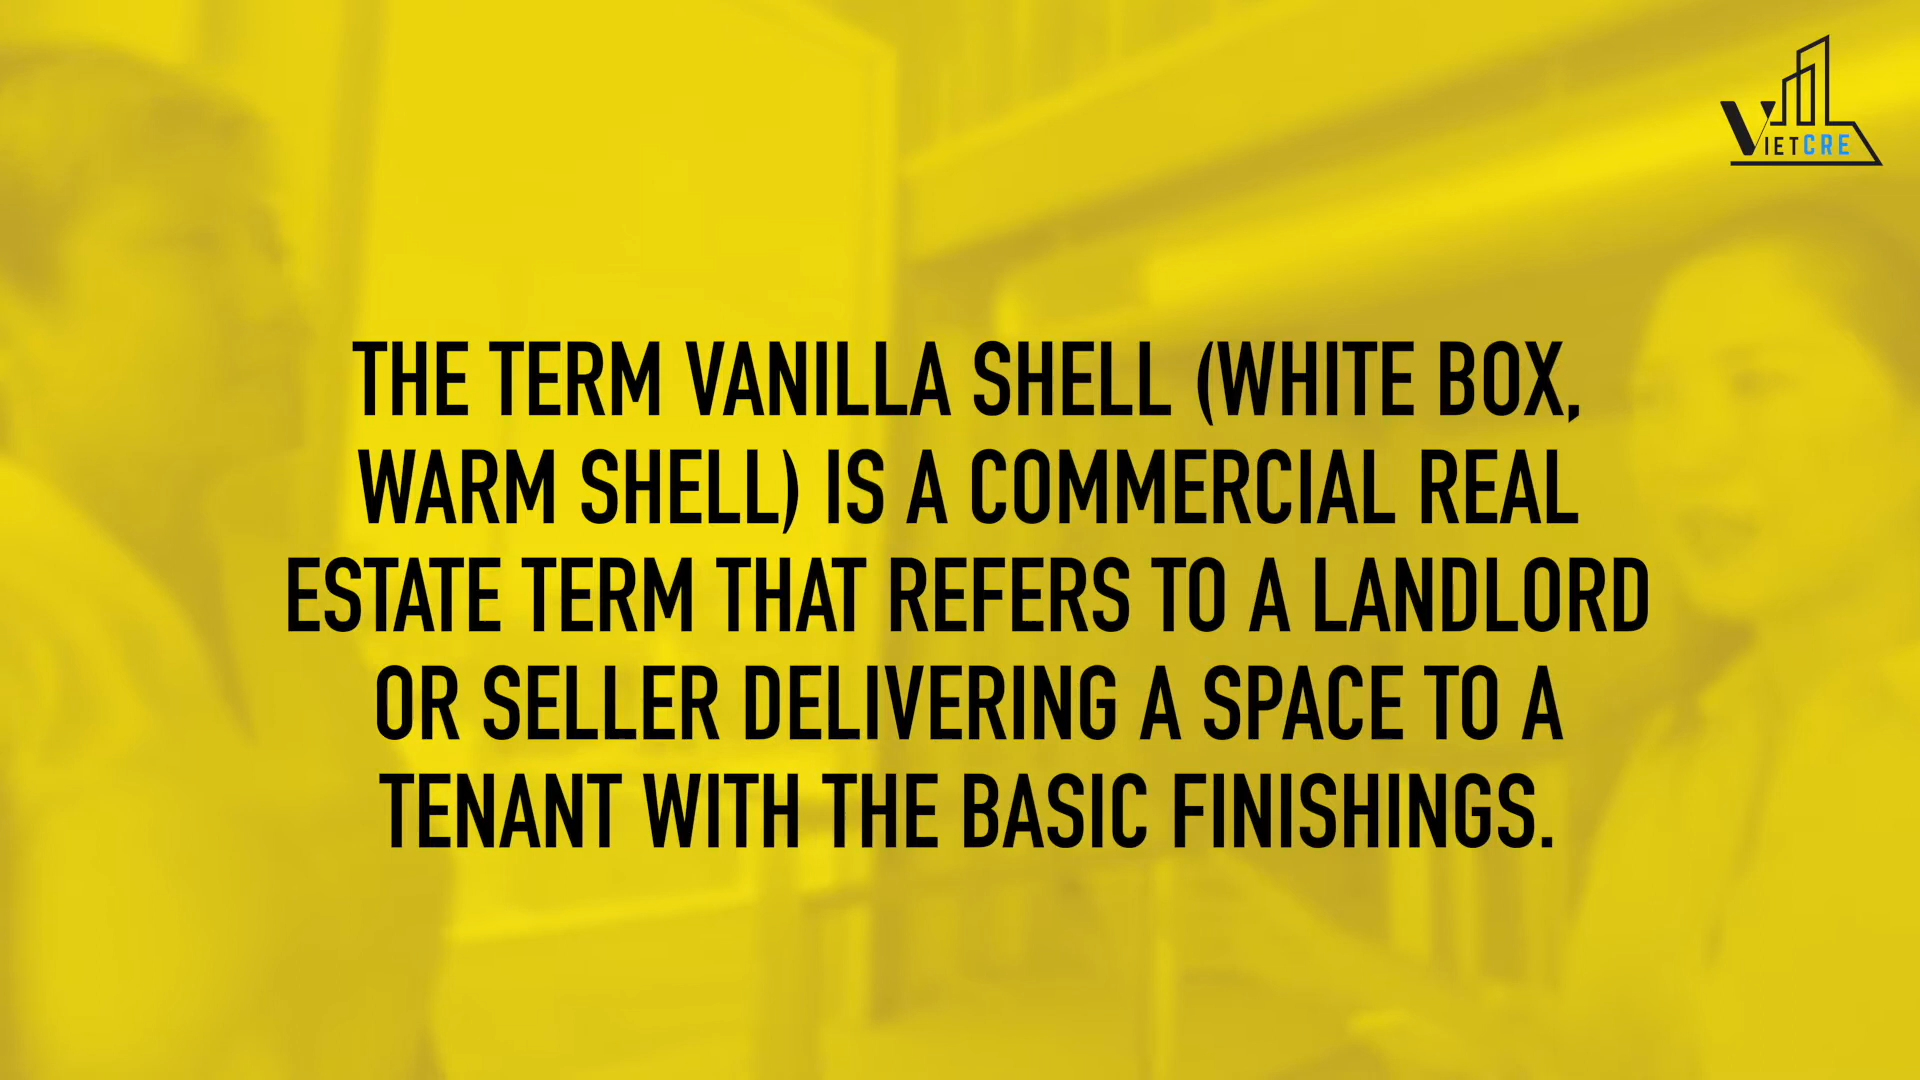 VIETCRE
THE TERM VANILLA SHELL (WHITE BOX,
WARM SHELL) IS A COMMERCIAL REAL
ESTATE TERM THAT REFERS TO A LANDLORD
OR SELLER DELIVERING A SPACE TO A
TENANT WITH THE BASIC FINISHINGS.